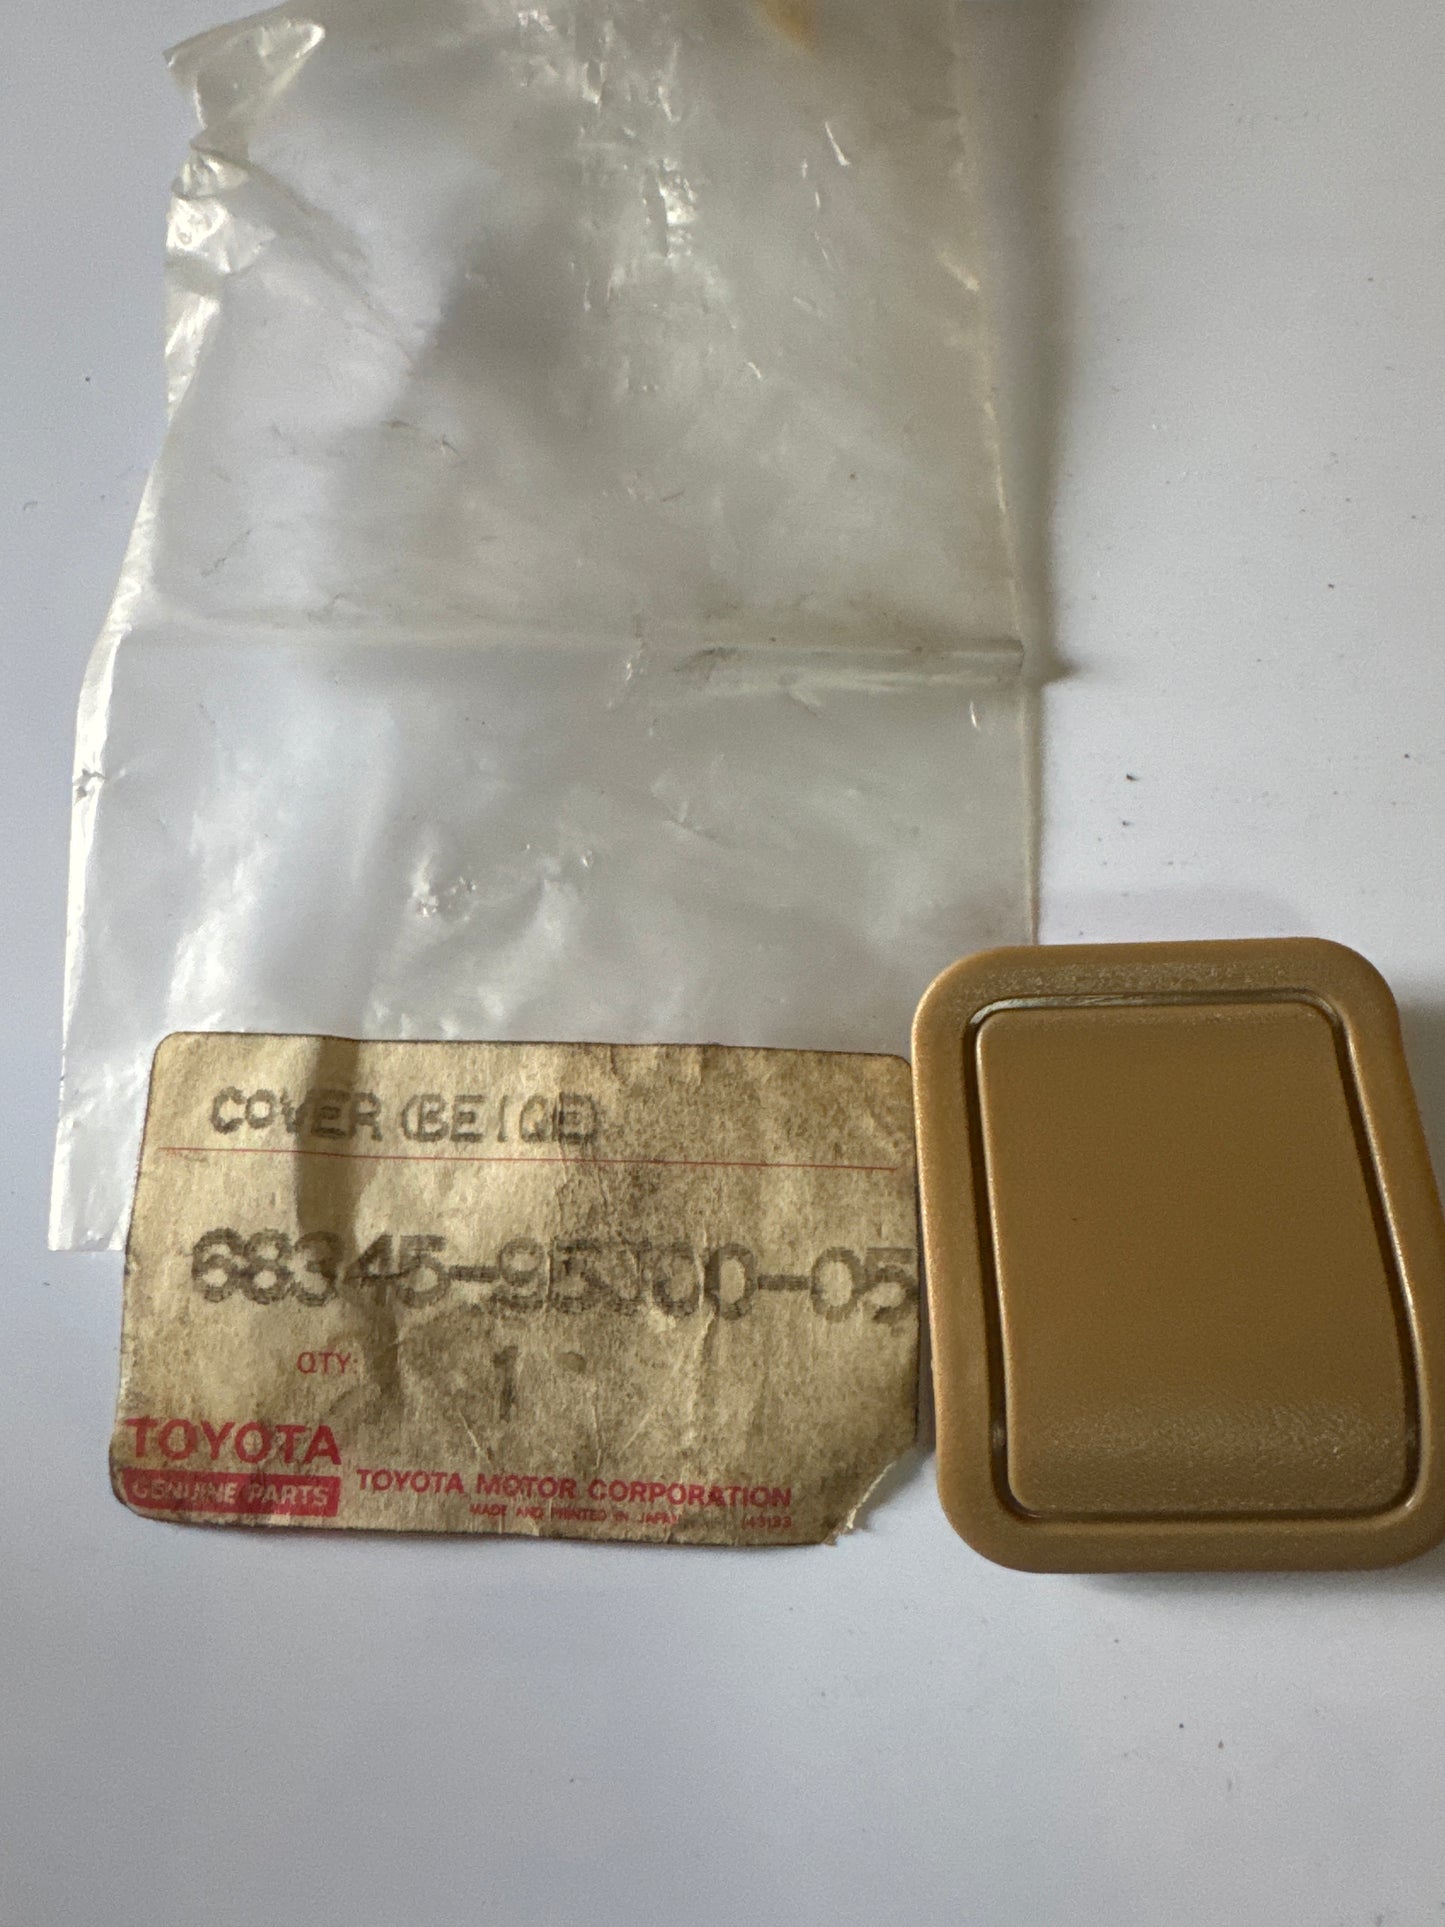 COVER (BEIGE)
68345-95J00-05
QTY: 1
TOYOTA
GENUINE PARTS
TOYOTA MOTOR CORPORATION
MADE AND PRINTED IN JAPAN